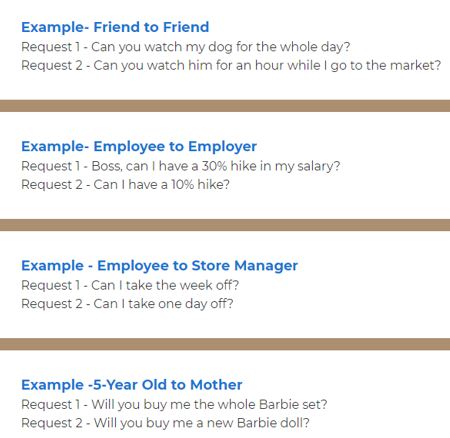 Example- Friend to Friend
Request 1 - Can you watch my dog for the whole day?
Request 2 - Can you watch him for an hour while I go to the market?
Example- Employee to Employer
Request 1 - Boss, can I have a 30% hike in my salary?
Request 2 - Can I have a 10% hike?
Example - Employee to Store Manager
Request 1 - Can I take the week off?
Request 2 - Can I take one day off?
Example -5-Year Old to Mother
Request 1 - Will you buy me the whole Barbie set?
Request 2 - Will you buy me a new Barbie doll?